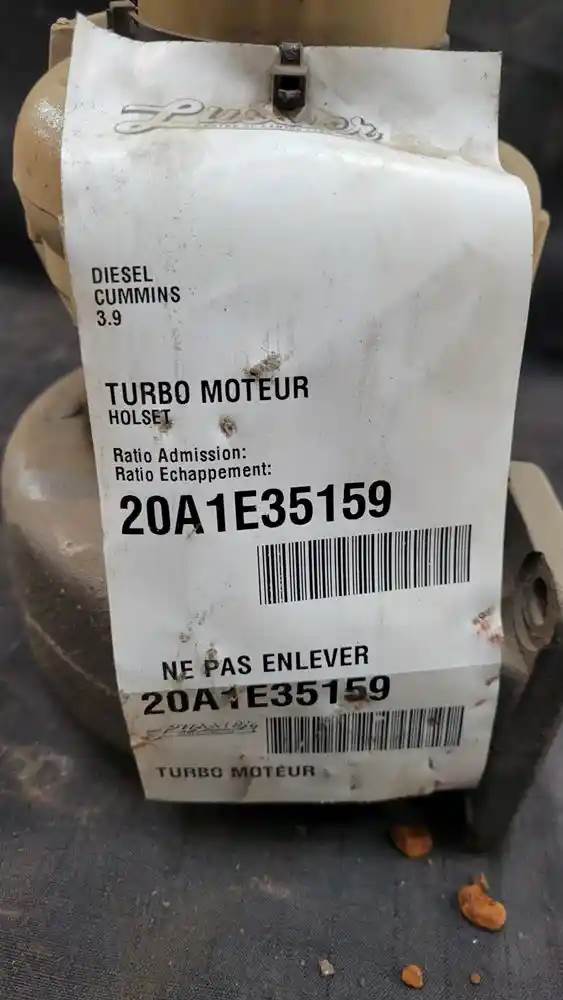 DIESEL
CUMMINS
3.9
TURBO MOTEUR
HOLSET
Ratio Admission:
Ratio Echappement:
20A1E35159
NE PAS ENLEVER
20A1E35159
TURBO MOTEUR